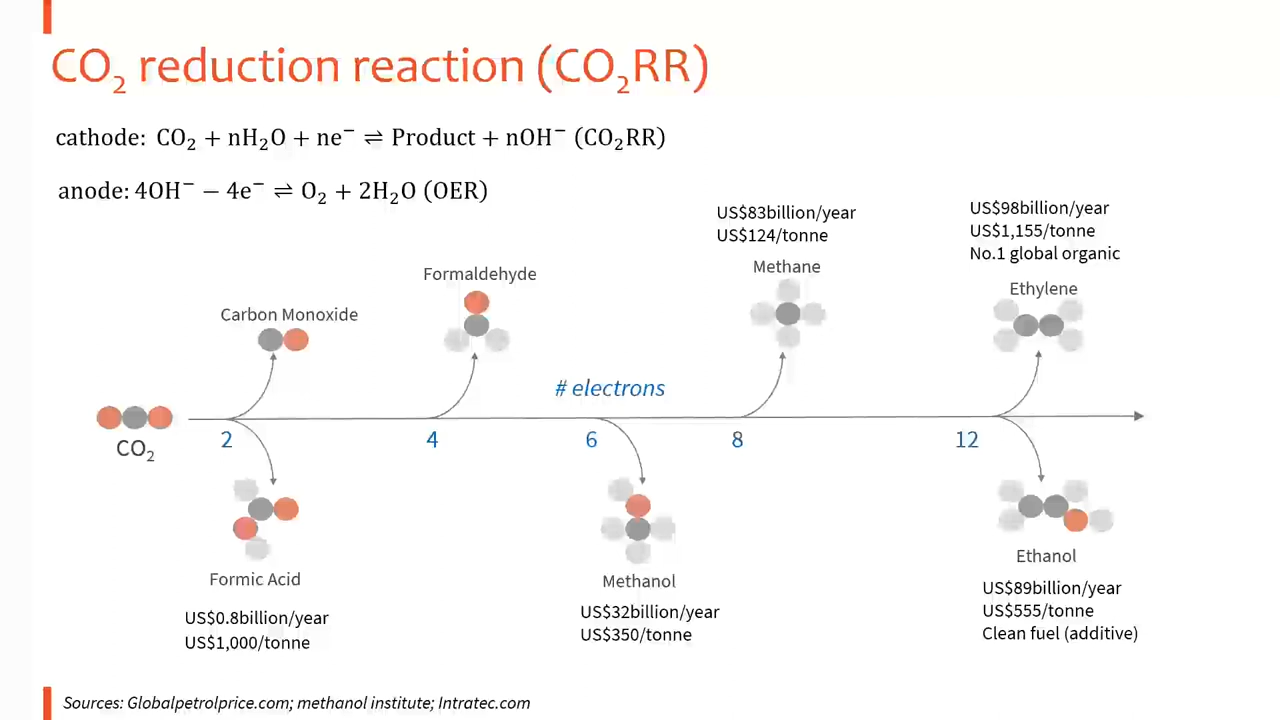 CO₂ reduction reaction (CO₂RR)
cathode: CO₂ + nH₂O + ne⁻ ⇌ Product + nOH⁻ (CO₂RR)
anode: 4OH⁻ − 4e⁻ ⇌ O₂ + 2H₂O (OER)
US$83billion/year
US$124/tonne
Methane
US$98billion/year
US$1,155/tonne
No.1 global organic
Ethylene
Formaldehyde
Carbon Monoxide
# electrons
CO₂
2
4
6
8
12
Formic Acid
US$0.8billion/year
US$1,000/tonne
Methanol
US$32billion/year
US$350/tonne
Ethanol
US$89billion/year
US$555/tonne
Clean fuel (additive)
Sources: Globalpetrolprice.com; methanol institute; Intratec.com